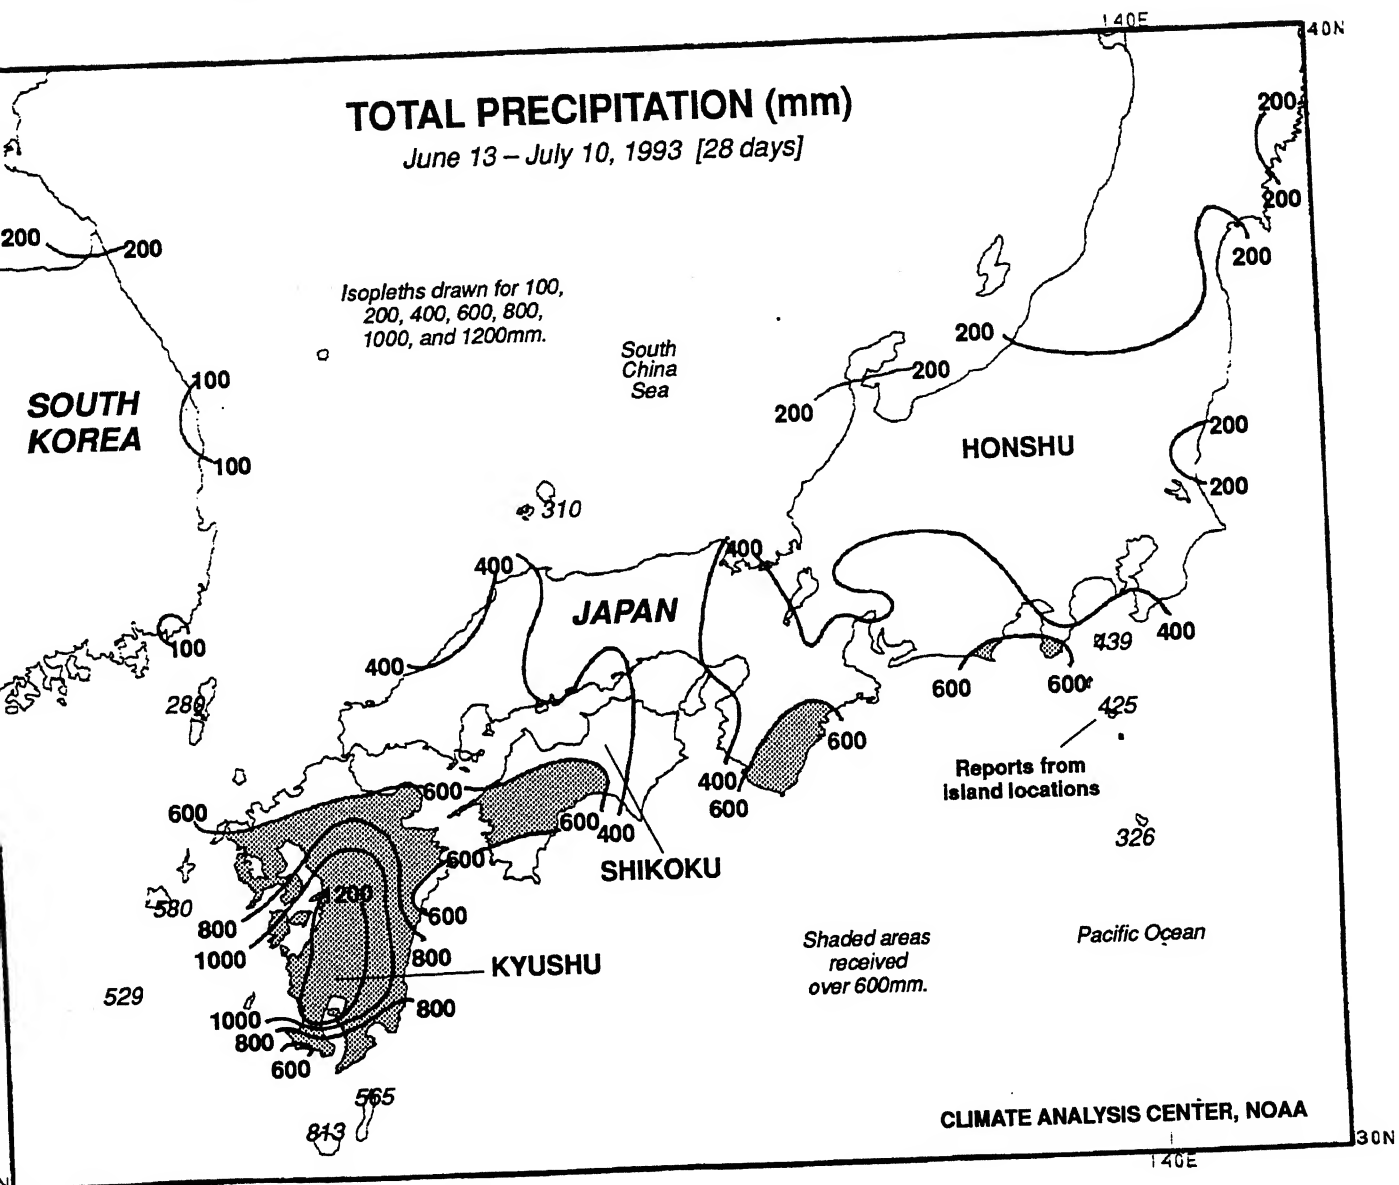 140E
40N
TOTAL PRECIPITATION (mm)
June 13 – July 10, 1993 [28 days]
200
200
200
200
200
Isopleths drawn for 100,
200, 400, 600, 800,
1000, and 1200mm.
South
China
Sea
200
200
200
100
SOUTH
KOREA
100
HONSHU
200
200
310
400
400
JAPAN
100
400
439
400
280
600
600
425
600
Reports from
island locations
400
600
600
600
600
400
326
600
SHIKOKU
1200
580
800
600
1000
800
KYUSHU
Shaded areas
received
over 600mm.
Pacific Ocean
529
800
1000
800
600
565
813
CLIMATE ANALYSIS CENTER, NOAA
30N
140E